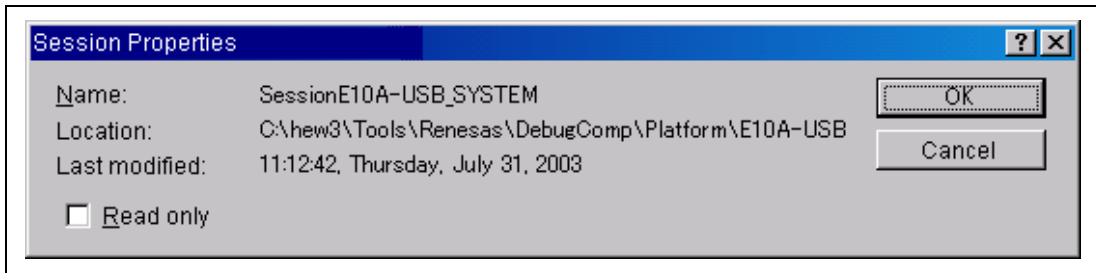 Session Properties
Name: SessionE10A-USB_SYSTEM
OK
Location: C:\hew3\Tools\Renesas\DebugComp\Platform\E10A-USB
Last modified: 11:12:42, Thursday, July 31, 2003
Cancel
Read only